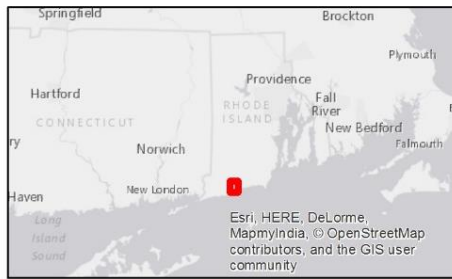 Springfield
Brockton
Plymouth
Hartford
Providence
RHODE
ISLAND
Fall
River
CONNECTICUT
New Bedford
ry
Norwich
Falmouth
Haven
New London
Long
Island
Sound
Esri, HERE, DeLorme,
MapmyIndia, © OpenStreetMap
contributors, and the GIS user
community